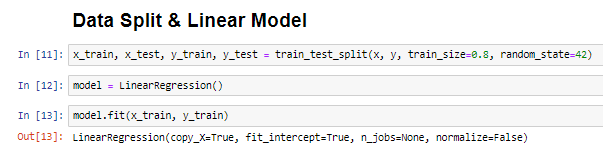 Data Split & Linear Model
In [11]: x_train, x_test, y_train, y_test = train_test_split(x, y, train_size=0.8, random_state=42)
In [12]: model = LinearRegression()
In [13]: model.fit(x_train, y_train)
Out[13]: LinearRegression(copy_X=True, fit_intercept=True, n_jobs=None, normalize=False)